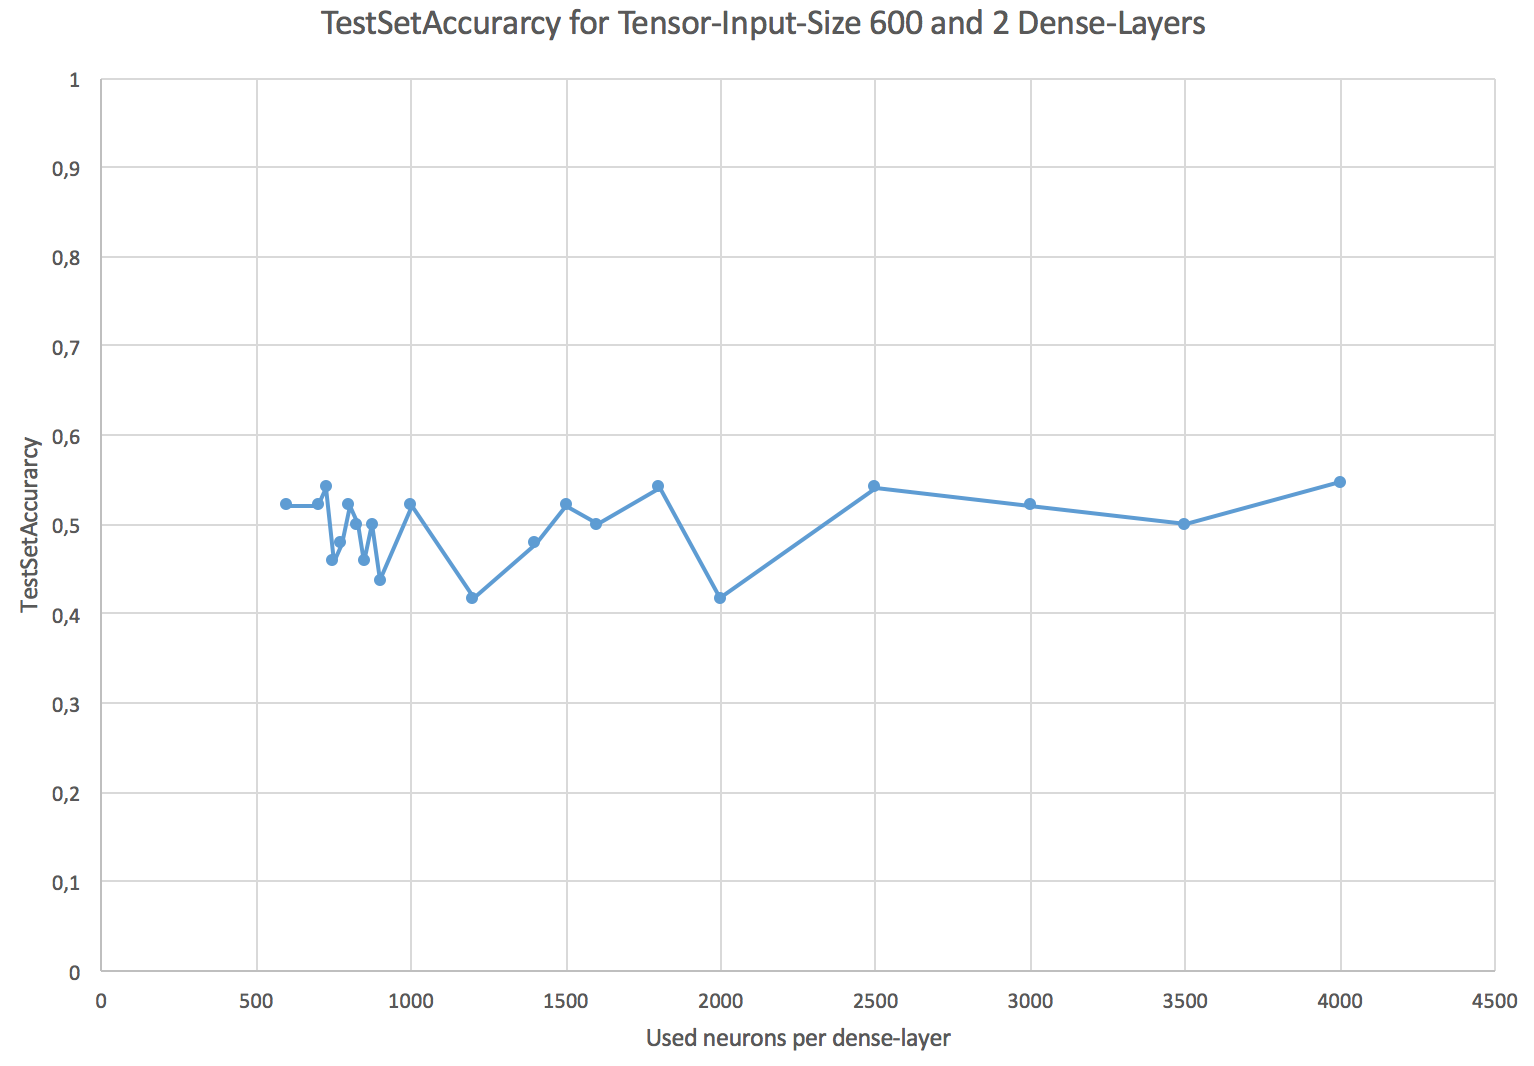 TestSetAccurarcy for Tensor-Input-Size 600 and 2 Dense-Layers
1
0,9
0,8
0,7
0,6
0,5
0,4
0,3
0,2
0,1
0
TestSetAccurarcy
0 500 1000 1500 2000 2500 3000 3500 4000 4500
Used neurons per dense-layer